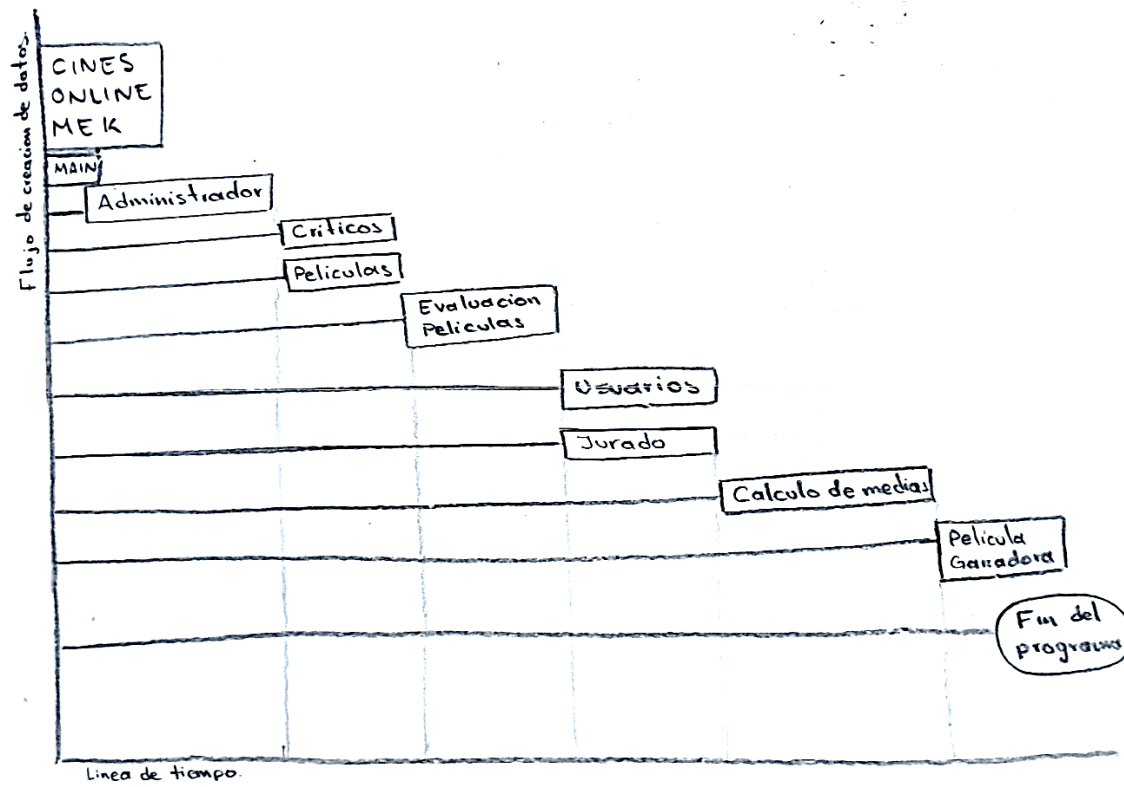 Flujo de creacion de datos.
CINES
ONLINE
MEK
MAIN
Administrador
Criticos
Peliculas
Evaluacion
Peliculas
Usuarios
Jurado
Calculo de medias
Pelicula
Ganadora
Fin del
programa
Linea de tiempo.